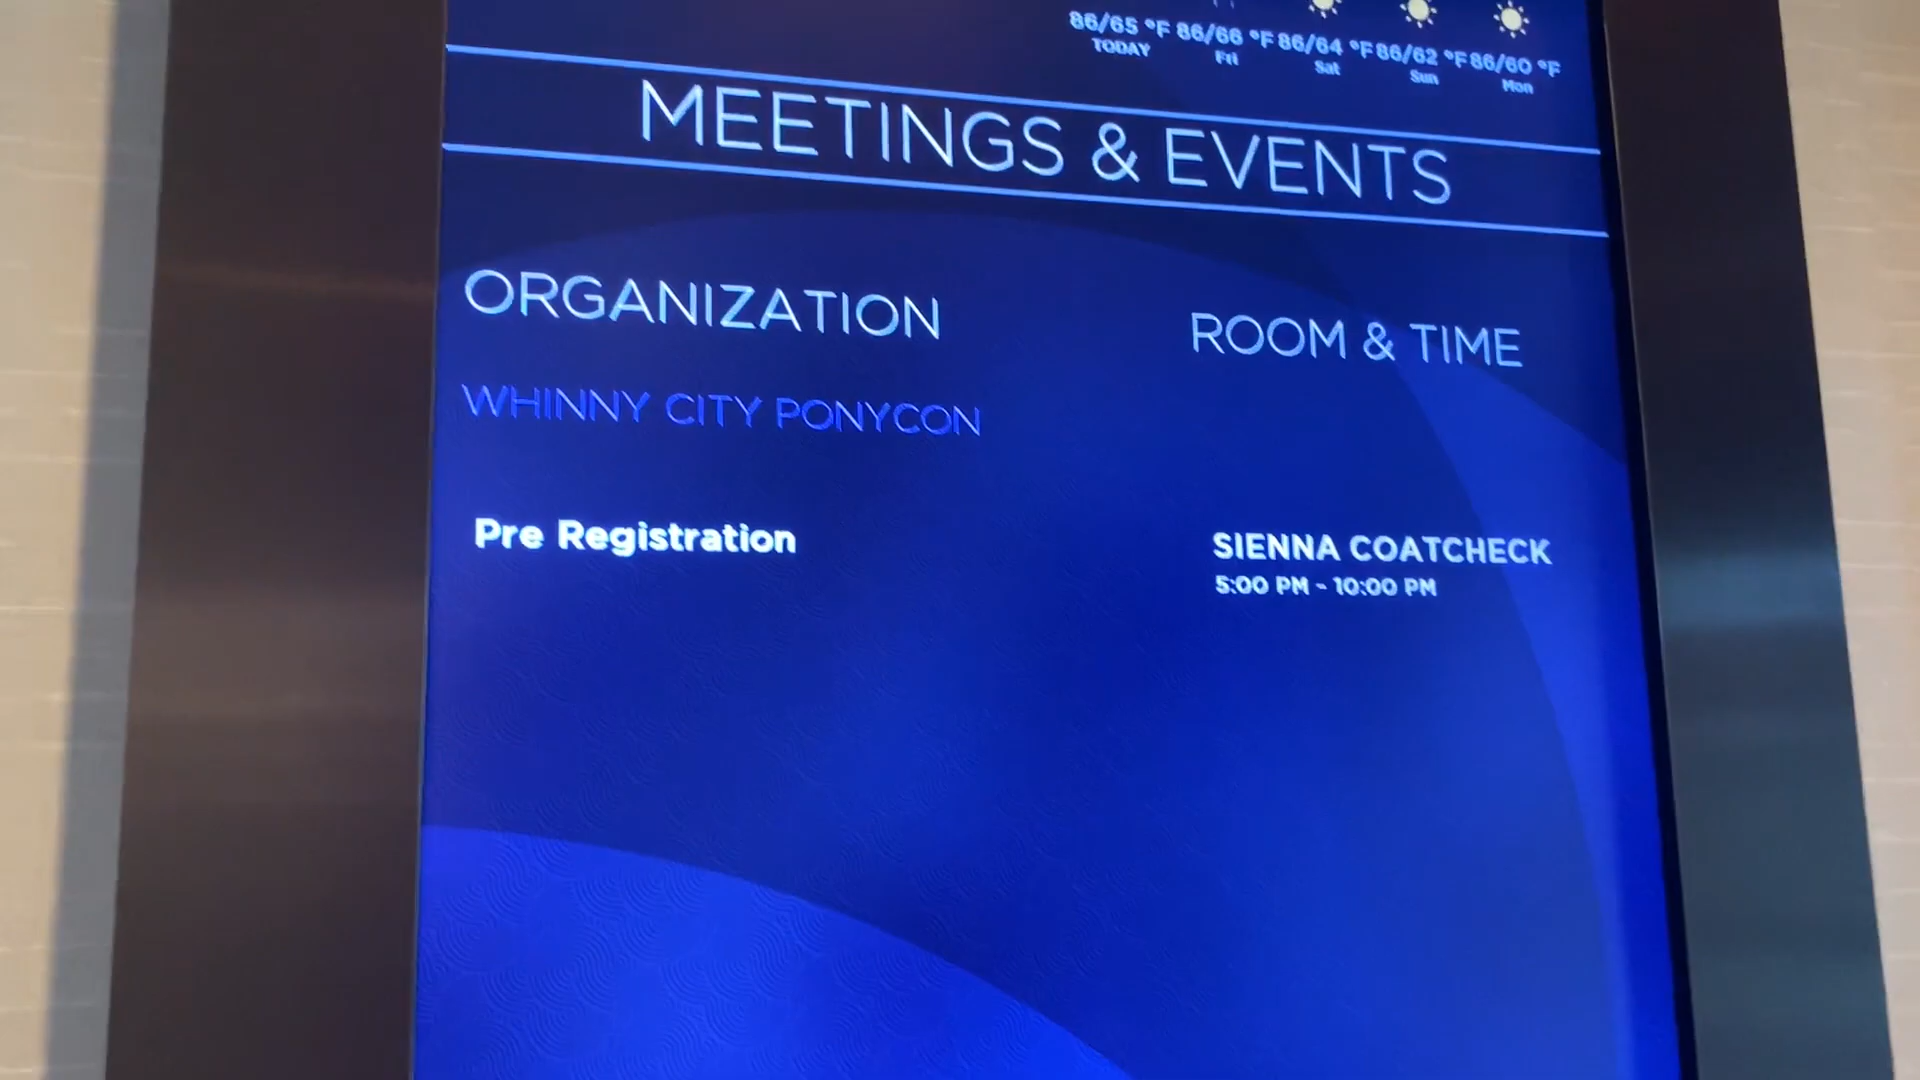 86/65 °F 86/66 °F 86/64 °F 86/62 °F 86/60 °F
TODAY Fri Sat Sun Mon
MEETINGS & EVENTS
ORGANIZATION ROOM & TIME
WHINNY CITY PONYCON
Pre Registration SIENNA COATCHECK
5:00 PM - 10:00 PM